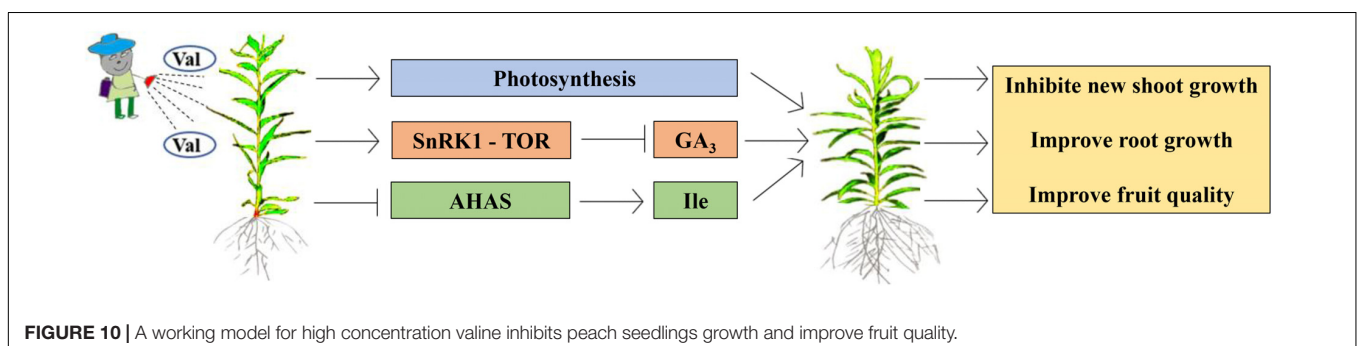 Val
Val
Photosynthesis
SnRK1 - TOR
GA₃
AHAS
Ile
Inhibite new shoot growth
Improve root growth
Improve fruit quality
FIGURE 10 | A working model for high concentration valine inhibits peach seedlings growth and improve fruit quality.